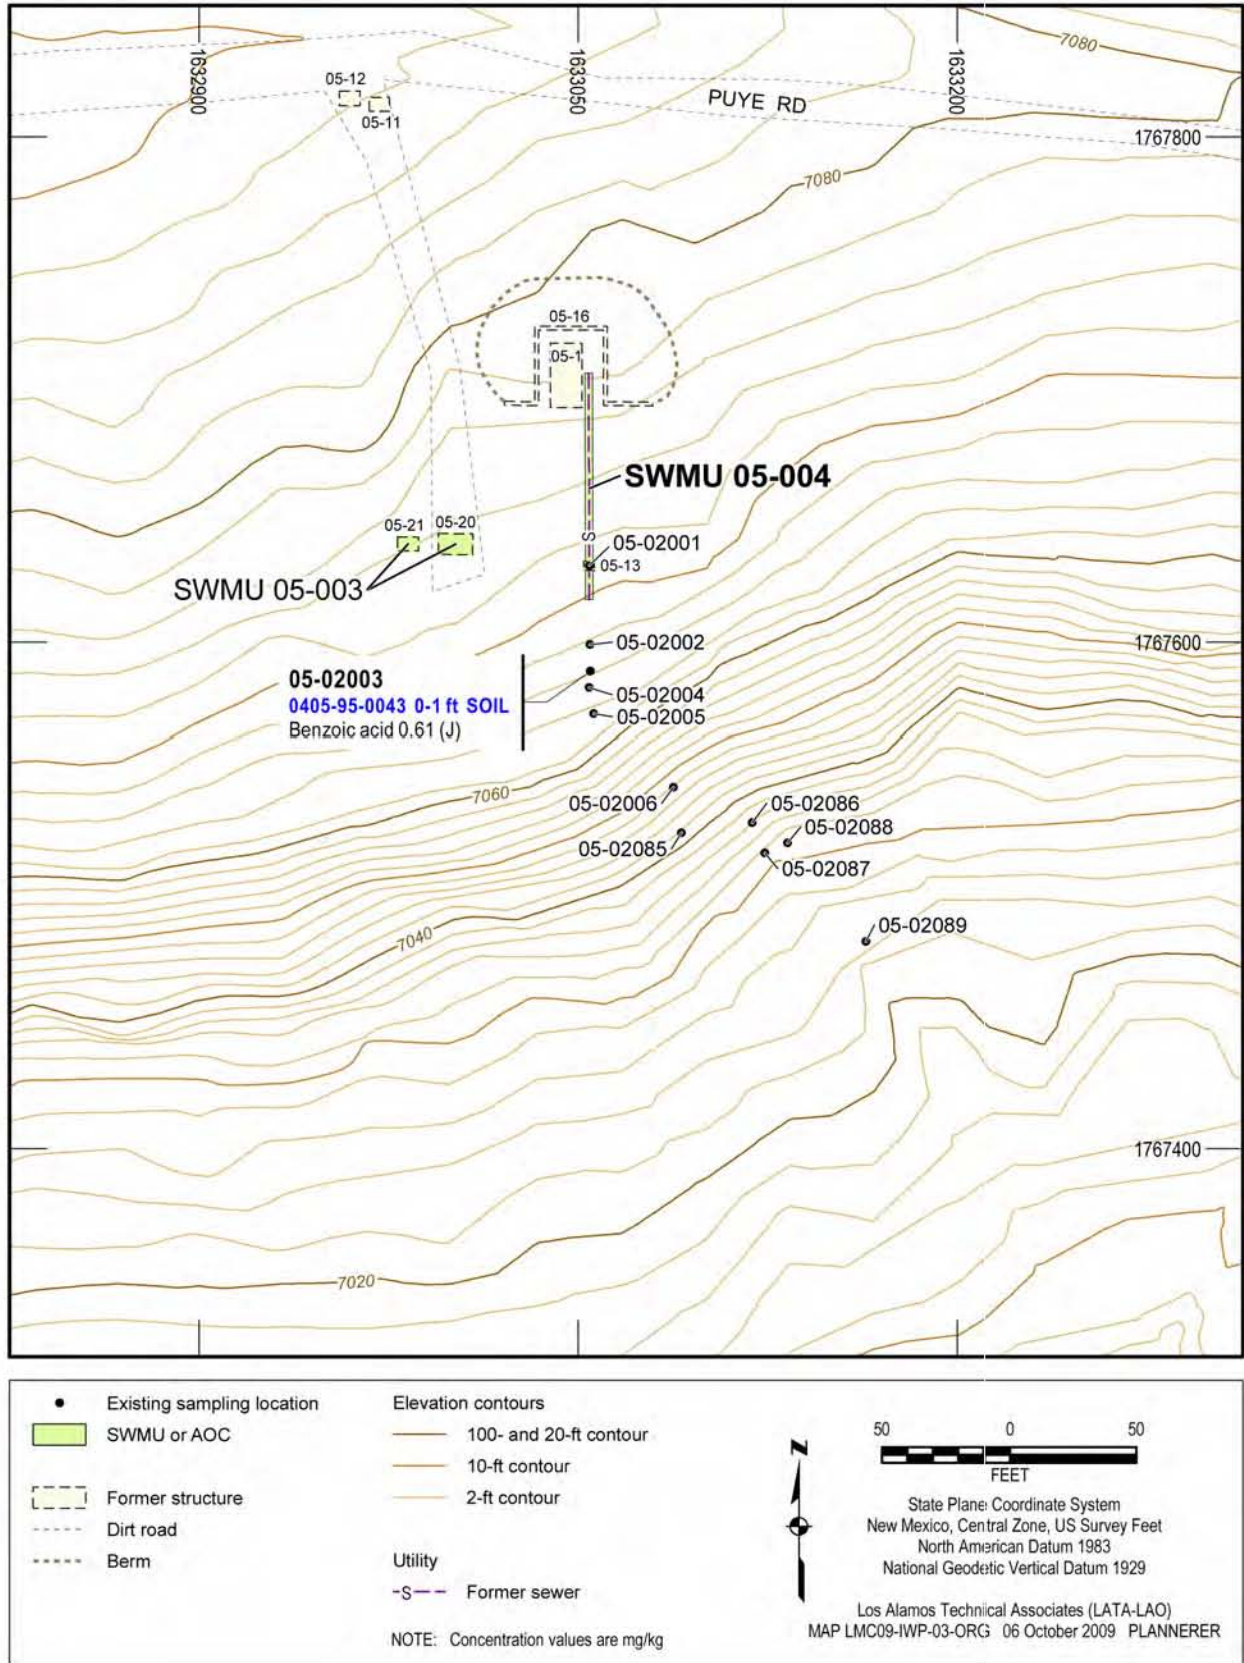 1632900
1633050
1633200
7080
05-12
05-11
PUYE RD
1767800
7080
05-16
05-1
SWMU 05-004
S
05-21
05-20
05-02001
05-13
SWMU 05-003
05-02002
1767600
05-02003
0405-95-0043 0-1 ft SOIL
Benzoic acid 0.61 (J)
05-02004
05-02005
7060
05-02006
05-02086
05-02088
05-02085
05-02087
05-02089
7040
1767400
7020
Existing sampling location
SWMU or AOC
Former structure
Dirt road
Berm
Elevation contours
100- and 20-ft contour
10-ft contour
2-ft contour
Utility
-S- Former sewer
NOTE: Concentration values are mg/kg
N
50 0 50
FEET
State Plane Coordinate System
New Mexico, Central Zone, US Survey Feet
North American Datum 1983
National Geodetic Vertical Datum 1929
Los Alamos Technical Associates (LATA-LAO)
MAP LMC09-IWP-03-ORG 06 October 2009 PLANNERER